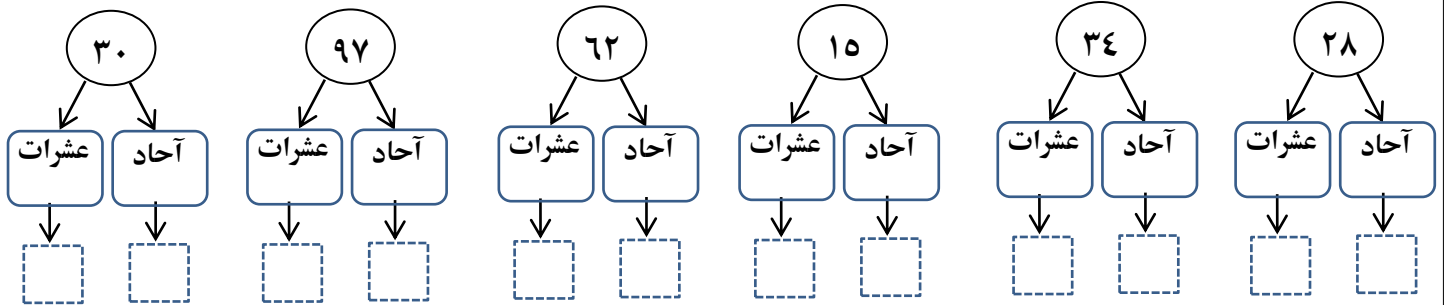 ٢٨ ٣٤ ١٥ ٦٢ ٩٧ ٣٠
آحاد عشرات آحاد عشرات آحاد عشرات آحاد عشرات آحاد عشرات آحاد عشرات